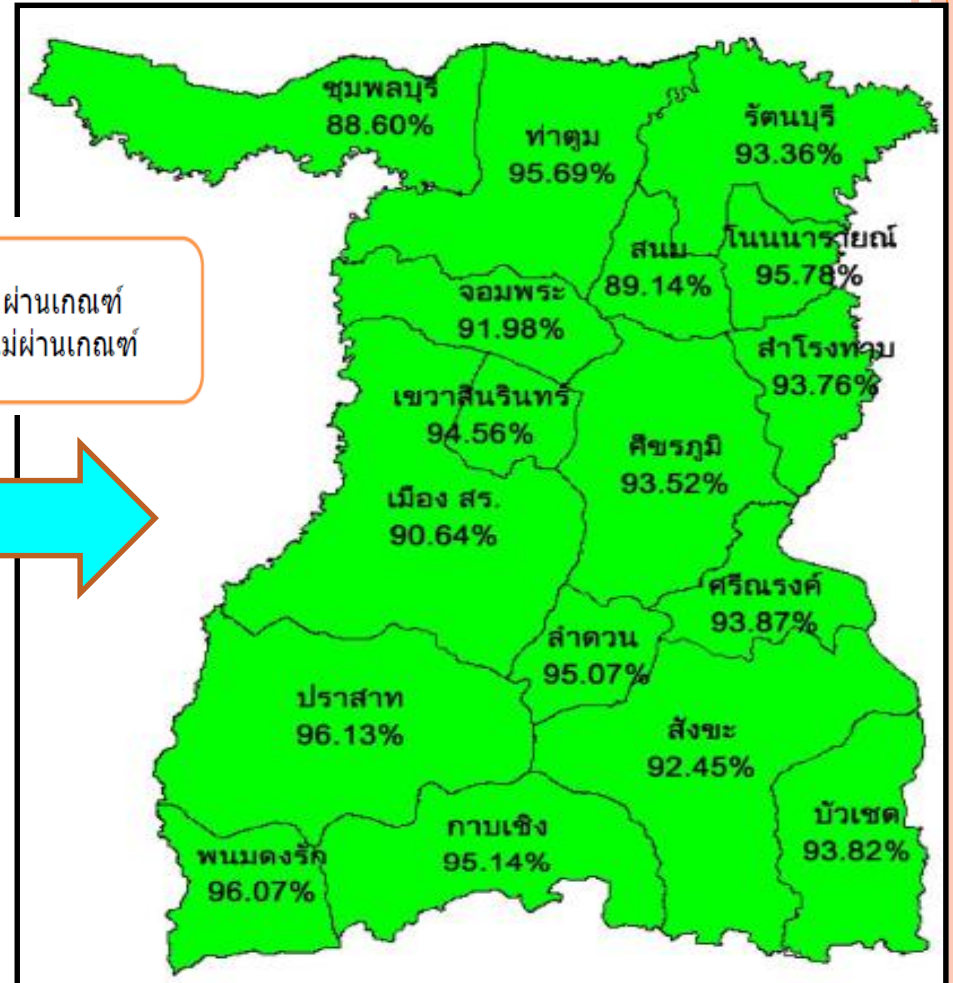 ชุมพลบุรี
88.60%
ท่าตูม
95.69%
รัตนบุรี
93.36%
สนม
89.14%
โนนนารายณ์
95.78%
ผ่านเกณฑ์
ม่ผ่านเกณฑ์
จอมพระ
91.98%
สำโรงทาบ
93.76%
เขวาสินรินทร์
94.56%
ศีขรภูมิ
93.52%
เมือง สร.
90.64%
ศรีณรงค์
93.87%
ลำดวน
95.07%
ปราสาท
96.13%
สังขะ
92.45%
บัวเชด
93.82%
กาบเชิง
95.14%
พนมดงรัก
96.07%